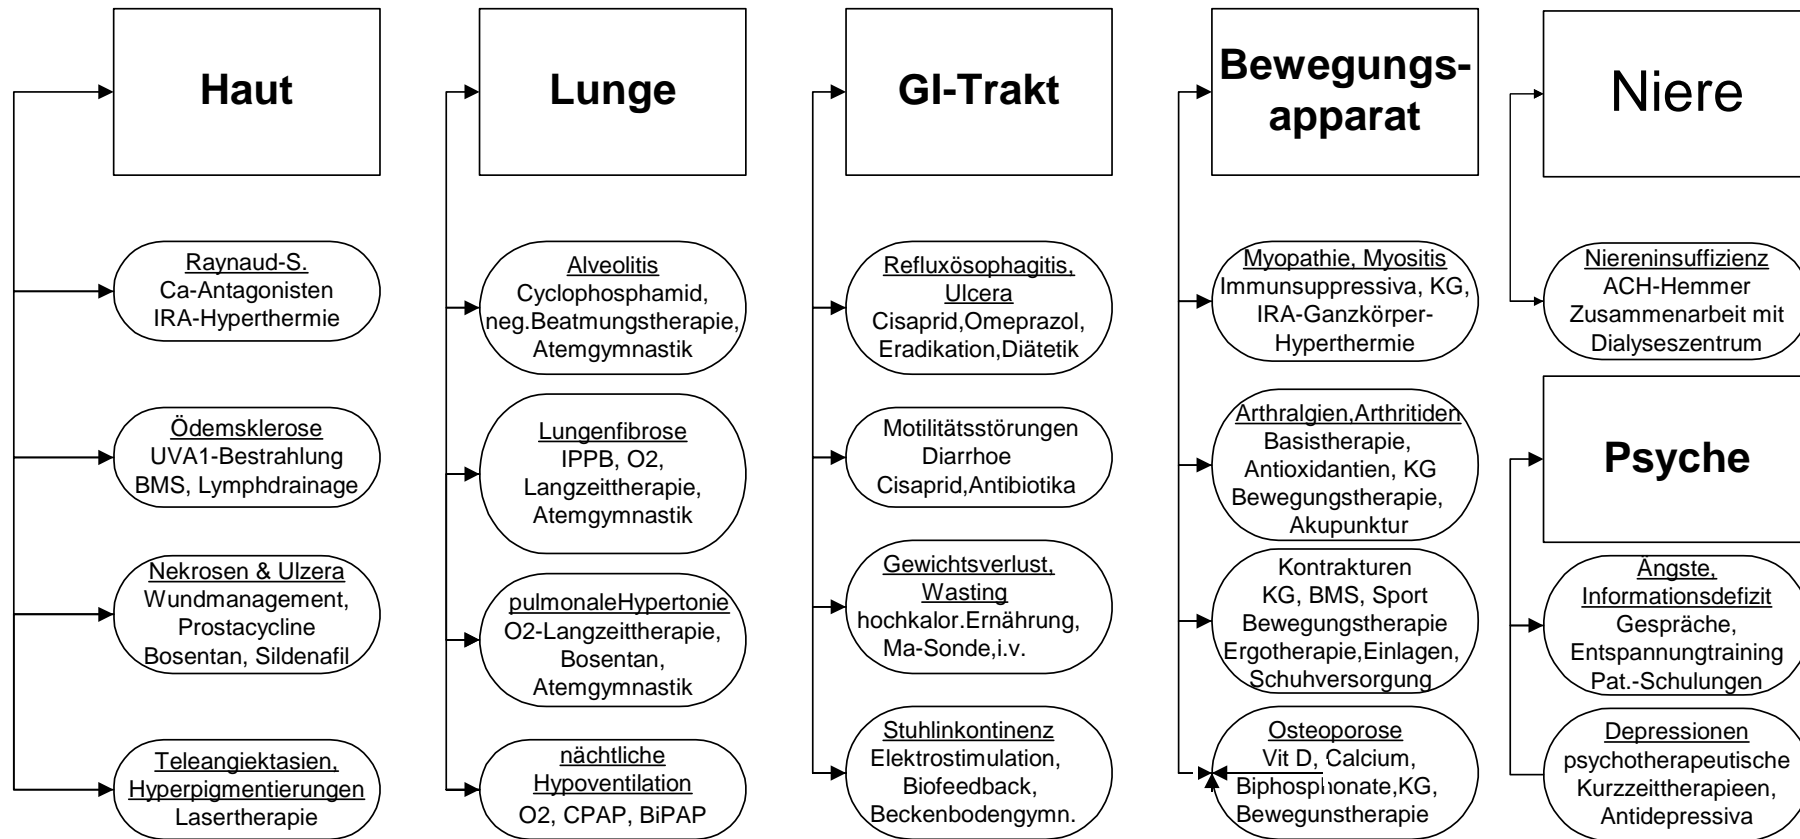 Haut
Raynaud-S.
Ca-Antagonisten
IRA-Hyperthermie
Ödemsklerose
UVA1-Bestrahlung
BMS, Lymphdrainage
Nekrosen & Ulzera
Wundmanagement,
Prostacycline
Bosentan, Sildenafil
Teleangiektasien,
Hyperpigmentierungen
Lasertherapie
Lunge
Alveolitis
Cyclophosphamid,
neg.Beatmungstherapie,
Atemgymnastik
Lungenfibrose
IPPB, O2,
Langzeittherapie,
Atemgymnastik
pulmonaleHypertonie
O2-Langzeittherapie,
Bosentan,
Atemgymnastik
nächtliche
Hypoventilation
O2, CPAP, BiPAP
GI-Trakt
Refluxösophagitis,
Ulcera
Cisaprid,Omeprazol,
Eradikation,Diätetik
Motilitätsstörungen
Diarrhoe
Cisaprid,Antibiotika
Gewichtsverlust,
Wasting
hochkalor.Ernährung,
Ma-Sonde,i.v.
Stuhlinkontinenz
Elektrostimulation,
Biofeedback,
Beckenbodengymn.
Bewegungs-
apparat
Myopathie, Myositis
Immunsuppressiva, KG,
IRA-Ganzkörper-
Hyperthermie
Arthralgien,Arthritiden
Basistherapie,
Antioxidantien, KG
Bewegungstherapie,
Akupunktur
Kontrakturen
KG, BMS, Sport
Bewegungstherapie
Ergotherapie,Einlagen,
Schuhversorgung
Osteoporose
Vit D, Calcium,
Biphosphonate,KG,
Bewegunstherapie
Niere
Niereninsuffizienz
ACH-Hemmer
Zusammenarbeit mit
Dialyseszentrum
Psyche
Ängste,
Informationsdefizit
Gespräche,
Entspannungtraining
Pat.-Schulungen
Depressionen
psychotherapeutische
Kurzzeittherapieen,
Antidepressiva